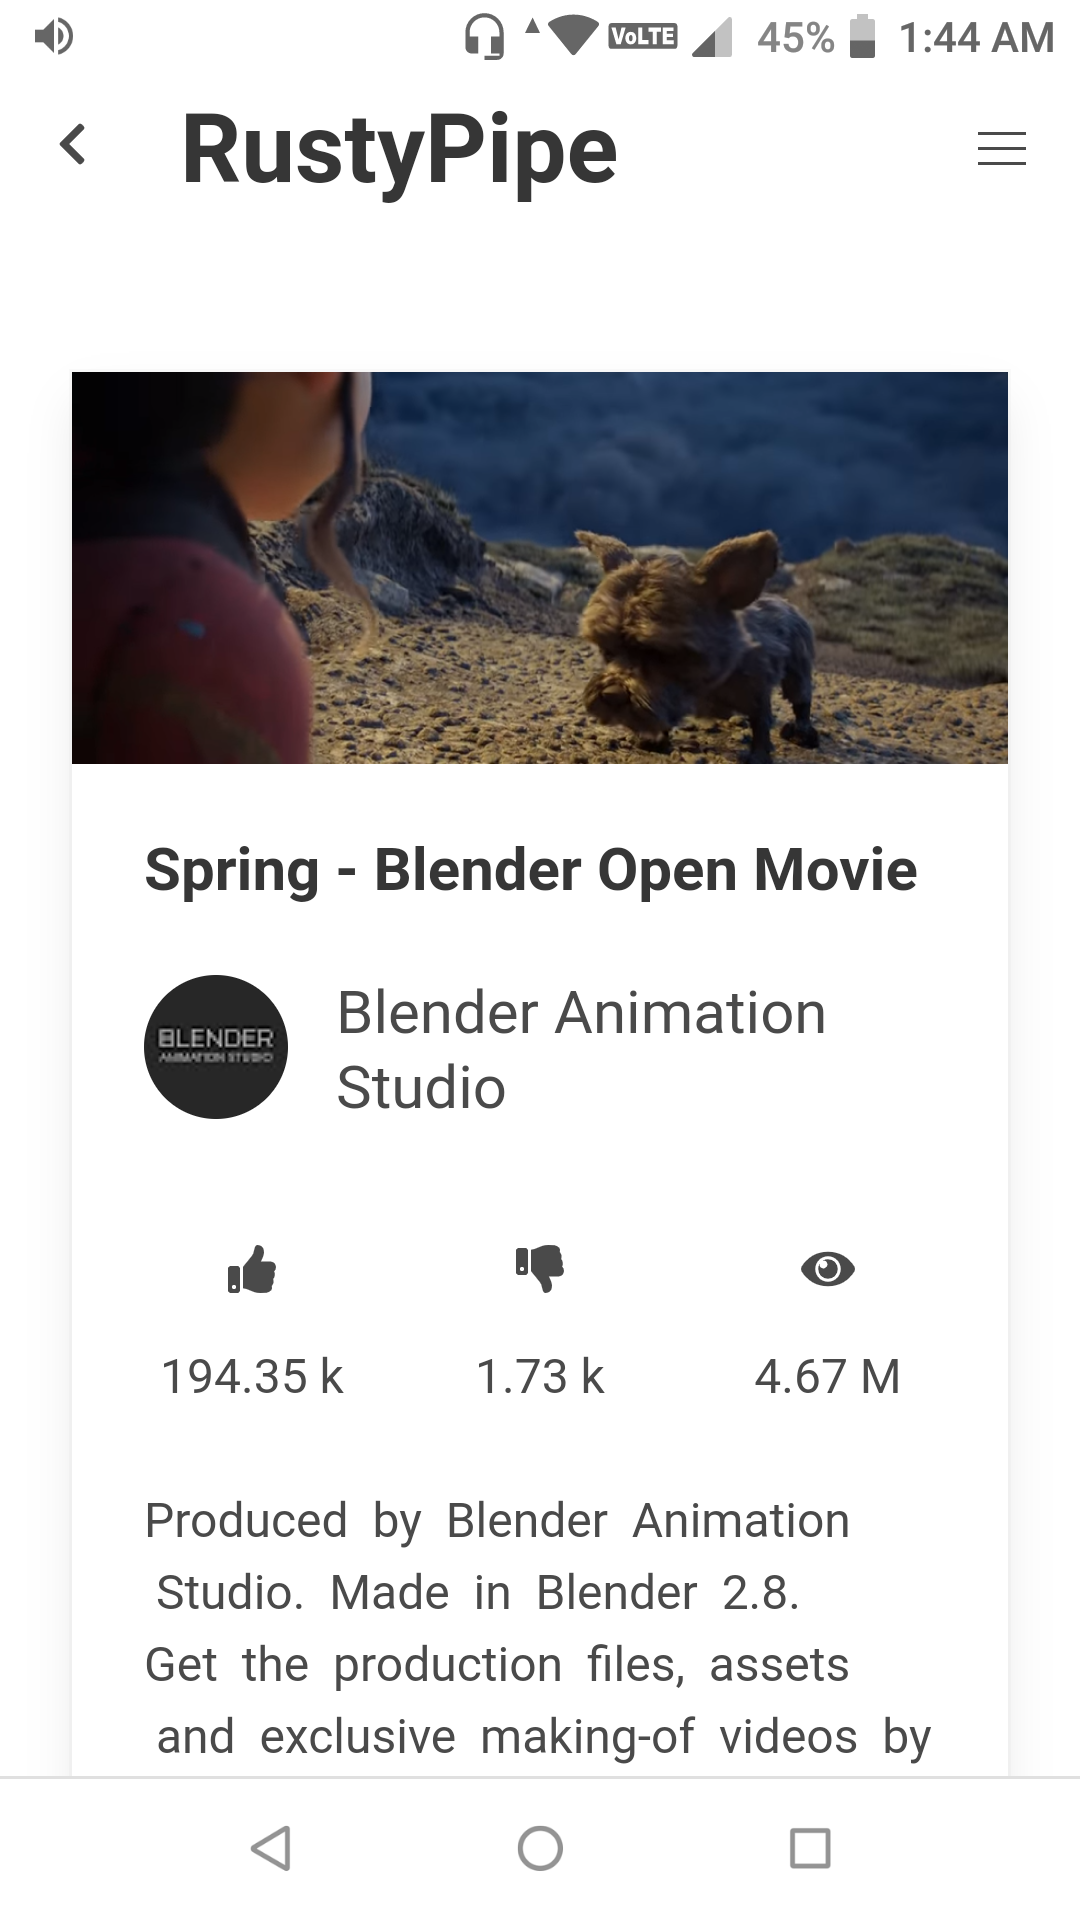 VoLTE 45% 1:44 AM
RustyPipe
Spring - Blender Open Movie
BLENDER
ANIMATION STUDIO
Blender Animation
Studio
194.35 k 1.73 k 4.67 M
Produced by Blender Animation
Studio. Made in Blender 2.8.
Get the production files, assets
and exclusive making-of videos by